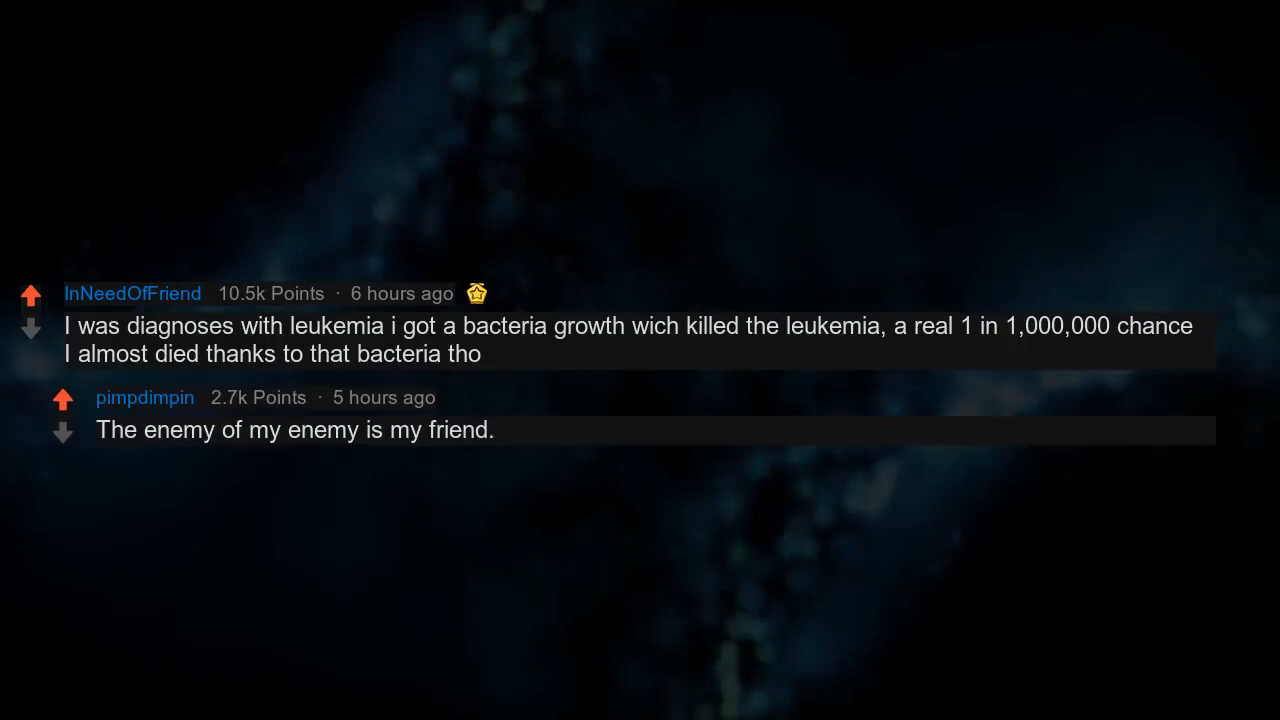 InNeedOfFriend 10.5k Points · 6 hours ago
I was diagnoses with leukemia i got a bacteria growth wich killed the leukemia, a real 1 in 1,000,000 chance
I almost died thanks to that bacteria tho
pimpdimpin 2.7k Points · 5 hours ago
The enemy of my enemy is my friend.